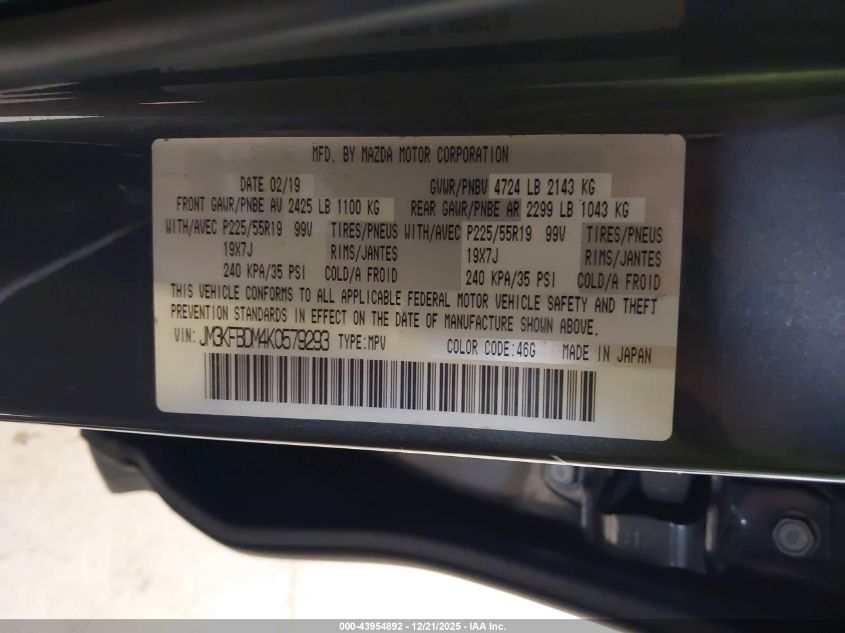 MFD. BY MAZDA MOTOR CORPORATION
DATE 02/19 GVWR/PNBV 4724 LB 2143 KG
FRONT GAWR/PNBE AV 2425 LB 1100 KG REAR GAWR/PNBE AR 2299 LB 1043 KG
WITH/AVEC P225/55R19 99V TIRES/PNEUS WITH/AVEC P225/55R19 99V TIRES/PNEUS
19X7J RIMS/JANTES 19X7J RIMS/JANTES
240 KPA/35 PSI COLD/A FROID 240 KPA/35 PSI COLD/A FROID
THIS VEHICLE CONFORMS TO ALL APPLICABLE FEDERAL MOTOR VEHICLE SAFETY AND THEFT
PREVENTION STANDARDS IN EFFECT ON THE DATE OF MANUFACTURE SHOWN ABOVE.
VIN: JM3KFBDM4K0579293 TYPE:MPV COLOR CODE:46G MADE IN JAPAN
000-43954892 - 12/21/2025 - IAA Inc.